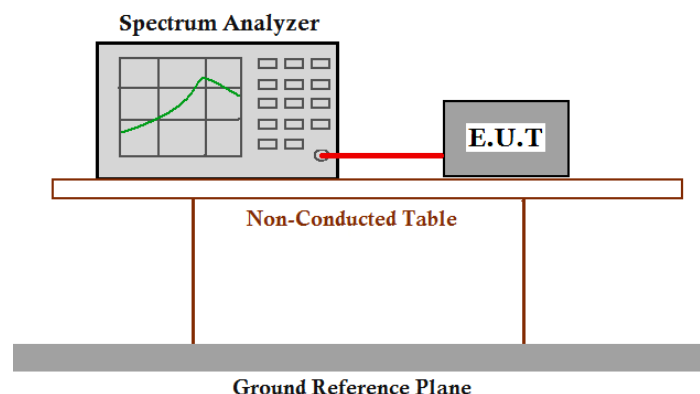 Spectrum Analyzer
E.U.T
Non-Conducted Table
Ground Reference Plane